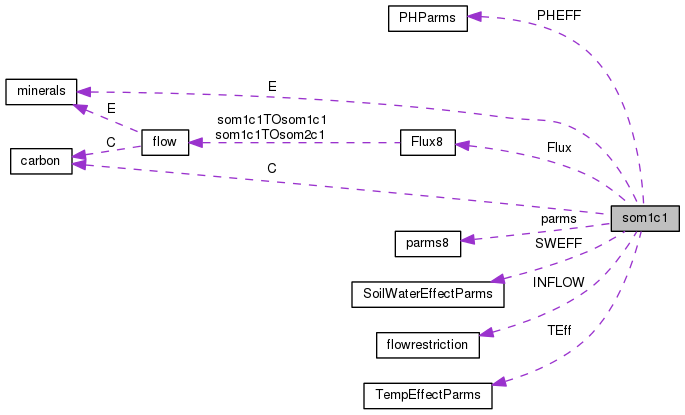 PHParms
PHEFF
minerals
E
E
som1c1TOsom1c1
som1c1TOsom2c1
flow
Flux8
Flux
C
carbon
C
som1c1
parms
parms8
SWEFF
SoilWaterEffectParms
INFLOW
flowrestriction
TEff
TempEffectParms